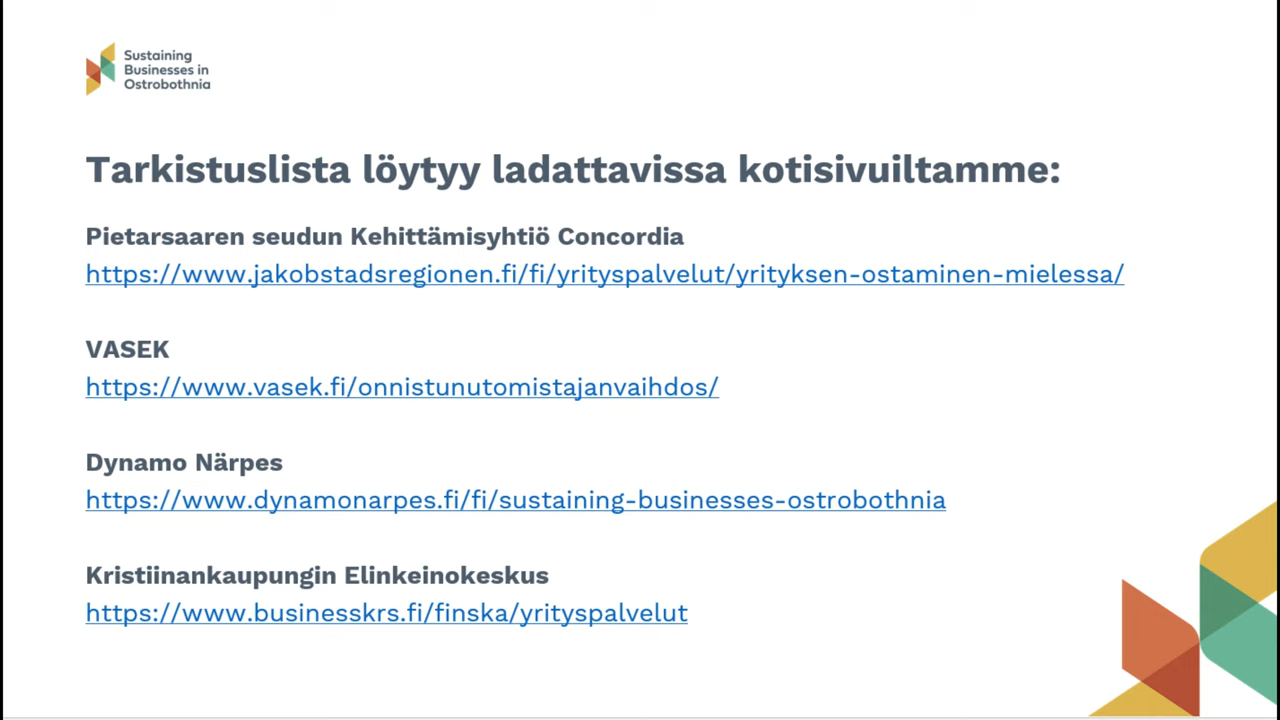 Sustaining
Businesses in
Ostrobothnia
Tarkistuslista löytyy ladattavissa kotisivuiltamme:
Pietarsaaren seudun Kehittämisyhtiö Concordia
https://www.jakobstadsregionen.fi/fi/yrityspalvelut/yrityksen-ostaminen-mielessa/
VASEK
https://www.vasek.fi/onnistunutomistajanvaihdos/
Dynamo Närpes
https://www.dynamonarpes.fi/fi/sustaining-businesses-ostrobothnia
Kristiinankaupungin Elinkeinokeskus
https://www.businesskrs.fi/finska/yrityspalvelut